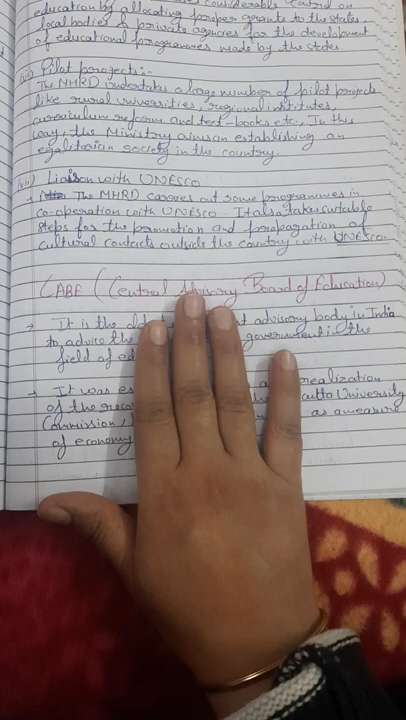 education by allocating proper grants to the states,
local bodies & private agencies for the development
of educational programmes made by the states
(vi) Pilot projects:-
The MHRD undertakes a large number of pilot projects
like rural universities, regional institutes,
curriculum reforms and text-books etc. In this
way, the Ministry aims on establishing an
egalitarian society in the country.
(vii) Liaison with UNESCO
→ The MHRD carries out some programmes in
co-operation with UNESCO. It also takes suitable
steps for the promotion and propagation of
cultural contacts outside the country with UNESCO.
CABE (Central Advisory Board of Education)
→ It is the advisory body in India
to advise the government in the
field of
→ It was realization
of the University
Commission, as a measure
of economy